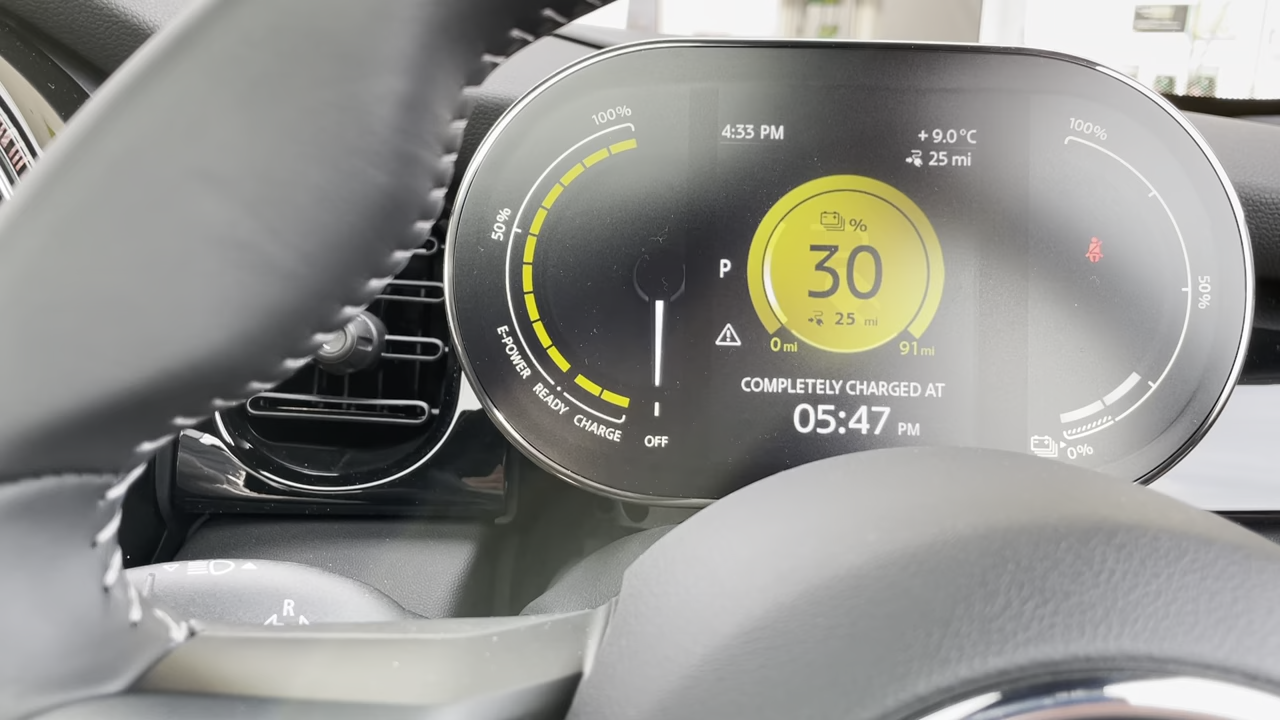 100%
50%
E-POWER
READY
CHARGE
OFF
4:33 PM
+ 9.0 °C
25 mi
P
%
30
25 mi
0 mi
91 mi
COMPLETELY CHARGED AT
05:47 PM
100%
50%
0%
R